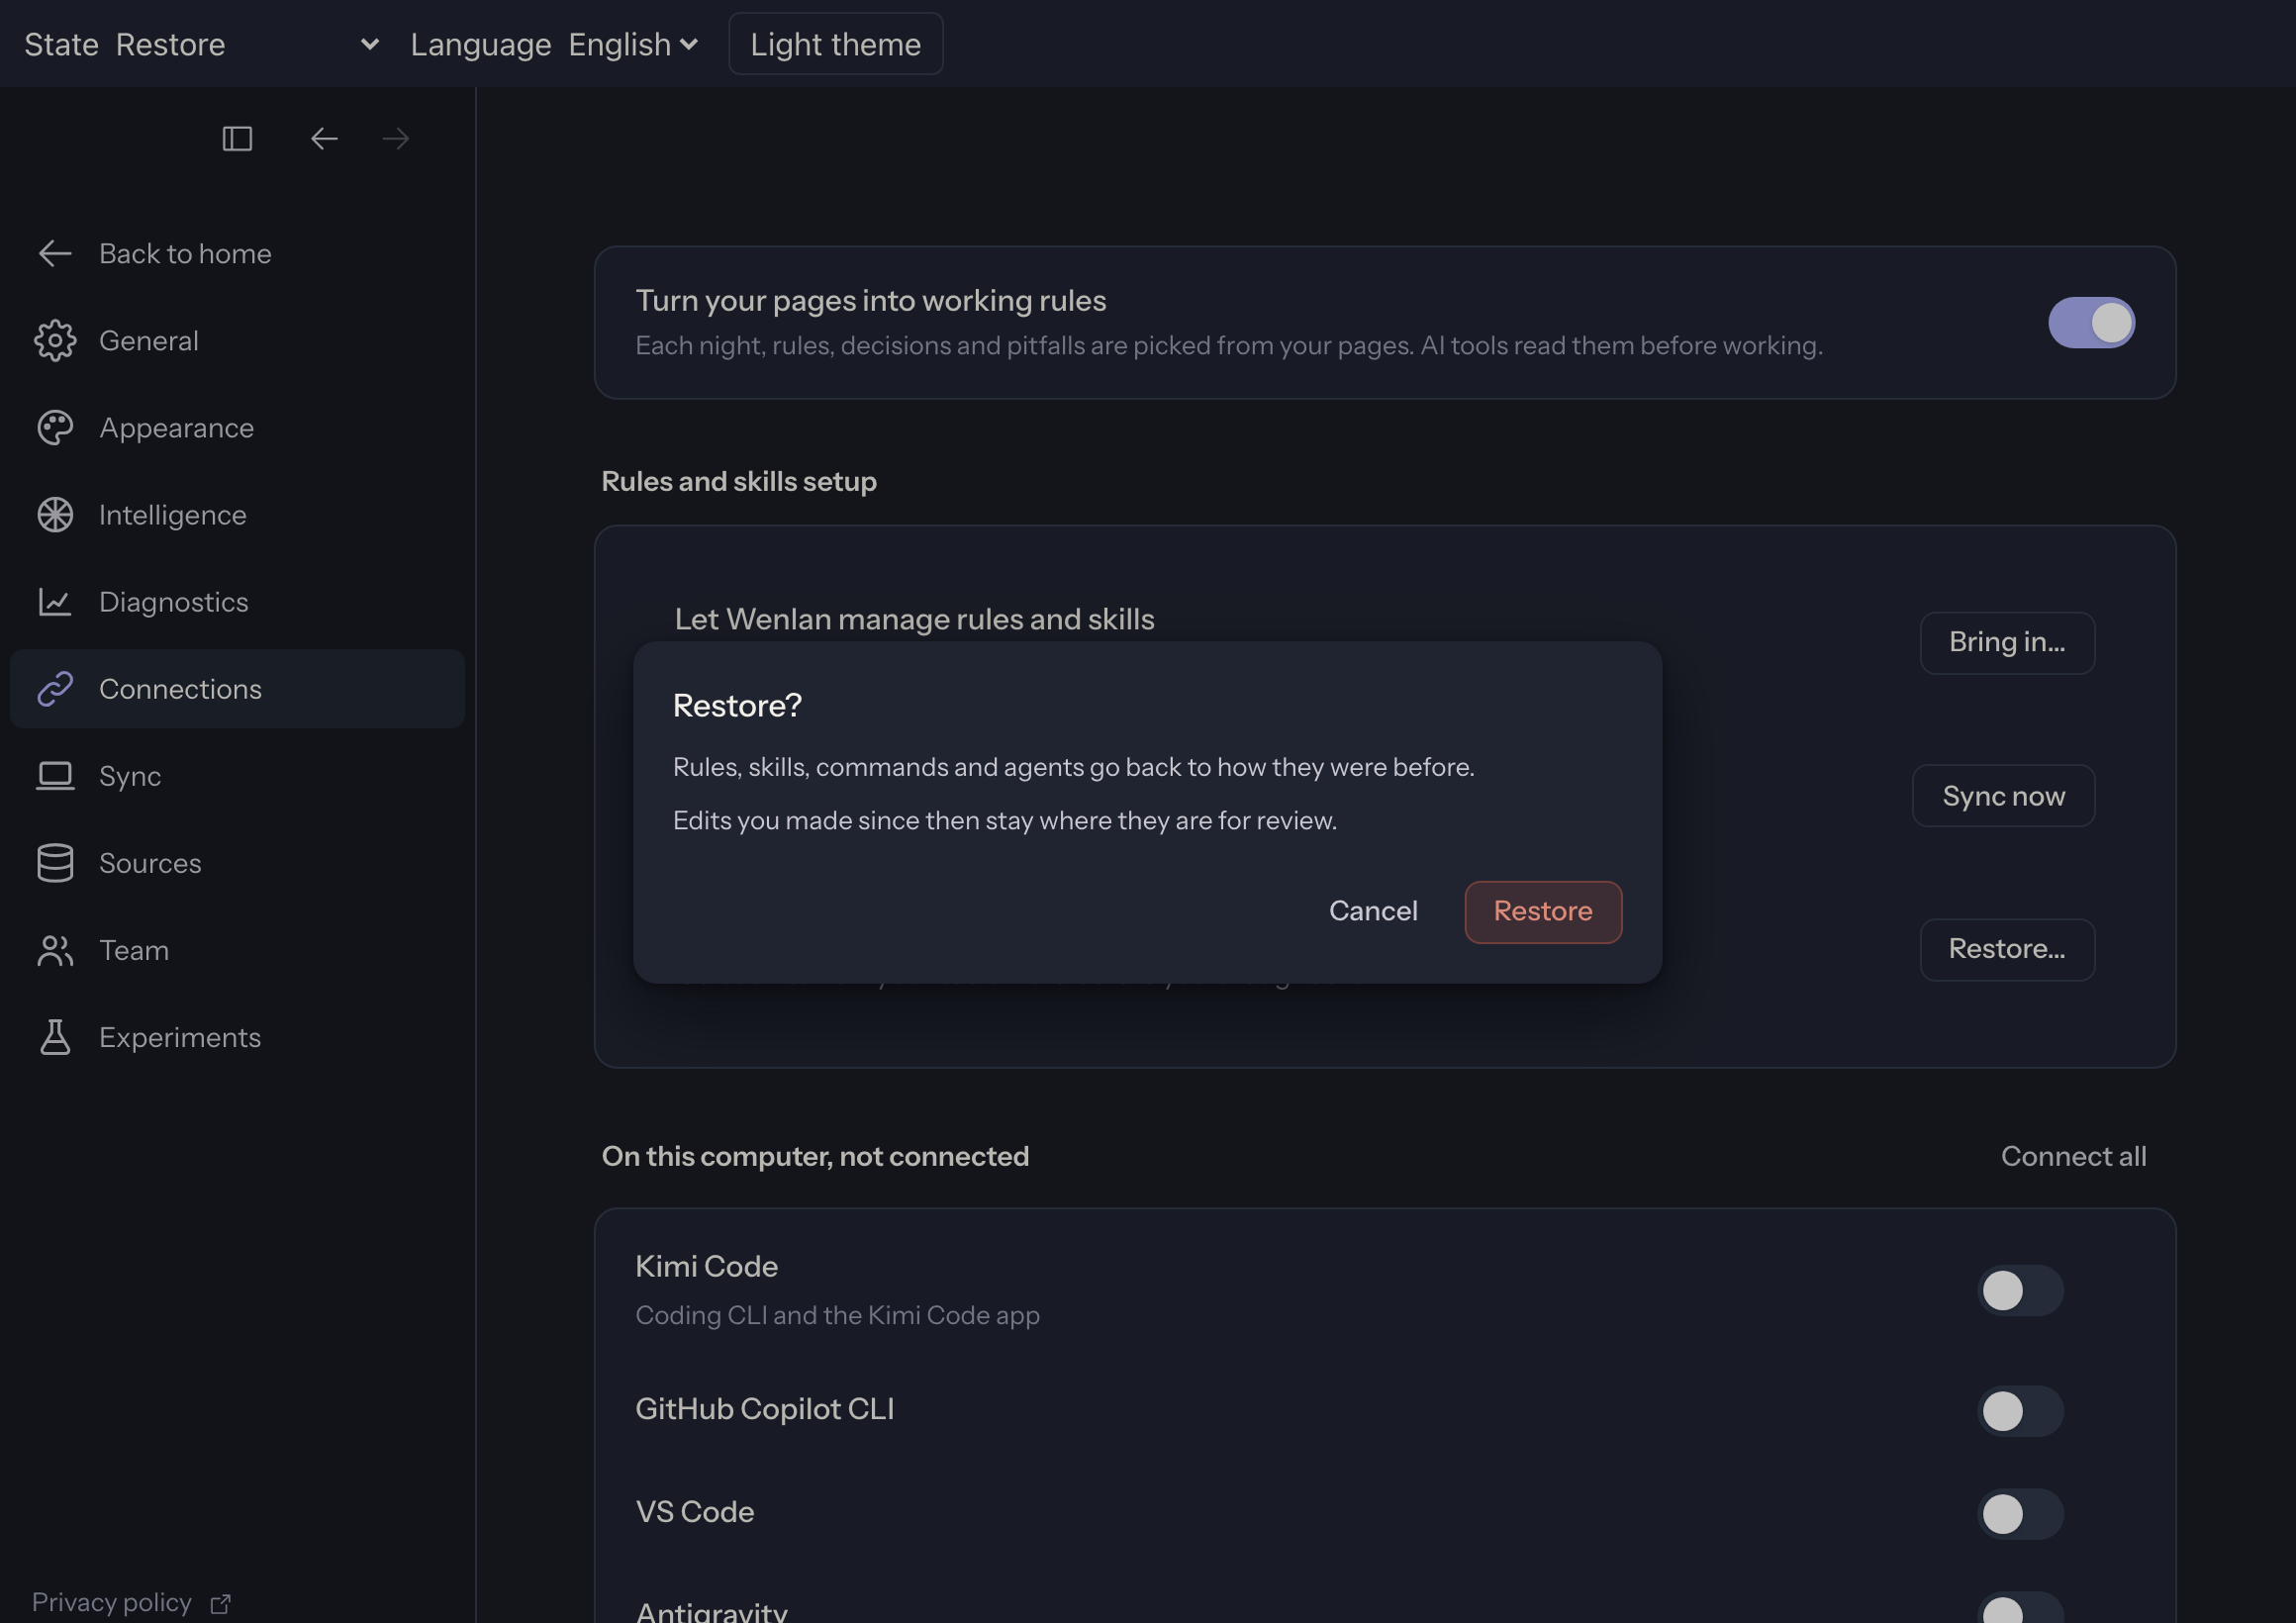 State Restore Language English Light theme
Back to home
General
Appearance
Intelligence
Diagnostics
Connections
Sync
Sources
Team
Experiments
Privacy policy
Turn your pages into working rules
Each night, rules, decisions and pitfalls are picked from your pages. AI tools read them before working.
Rules and skills setup
Let Wenlan manage rules and skills
Bring in...
Sync now
Restore...
Restore?
Rules, skills, commands and agents go back to how they were before.
Edits you made since then stay where they are for review.
Cancel Restore
On this computer, not connected Connect all
Kimi Code
Coding CLI and the Kimi Code app
GitHub Copilot CLI
VS Code
Antigravity